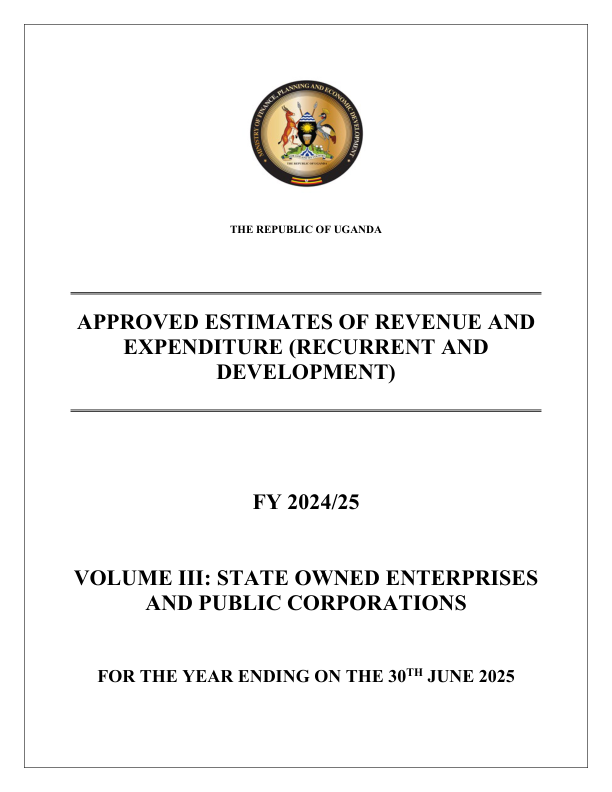 MINISTRY OF FINANCE, PLANNING AND ECONOMIC DEVELOPMENT
THE REPUBLIC OF UGANDA
THE REPUBLIC OF UGANDA
APPROVED ESTIMATES OF REVENUE AND
EXPENDITURE (RECURRENT AND
DEVELOPMENT)
FY 2024/25
VOLUME III: STATE OWNED ENTERPRISES
AND PUBLIC CORPORATIONS
FOR THE YEAR ENDING ON THE 30TH JUNE 2025